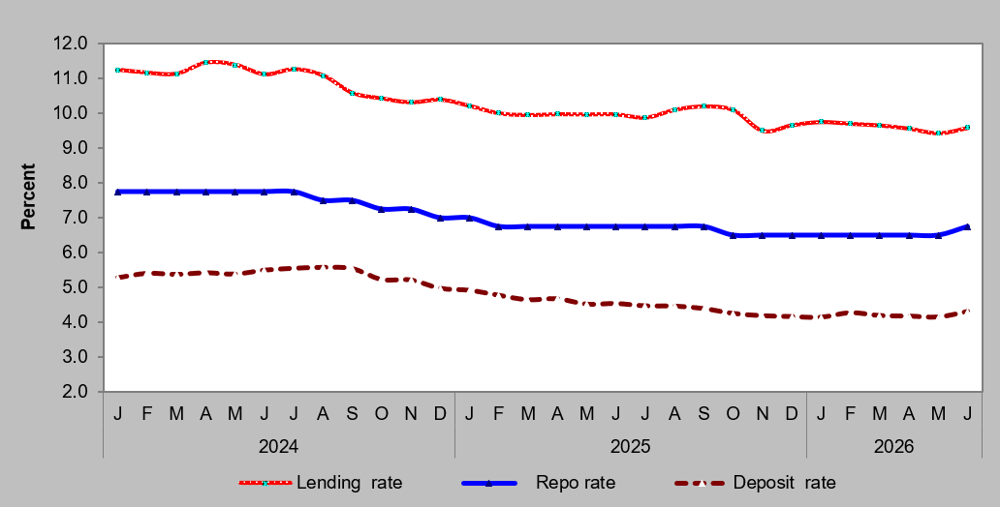 12.0
11.0
10.0
9.0
8.0
7.0
6.0
5.0
4.0
3.0
2.0
Percent
J F M A M J J A S O N D J F M A M J J A S O N D J F M A M J
2024 2025 2026
Lending rate Repo rate Deposit rate